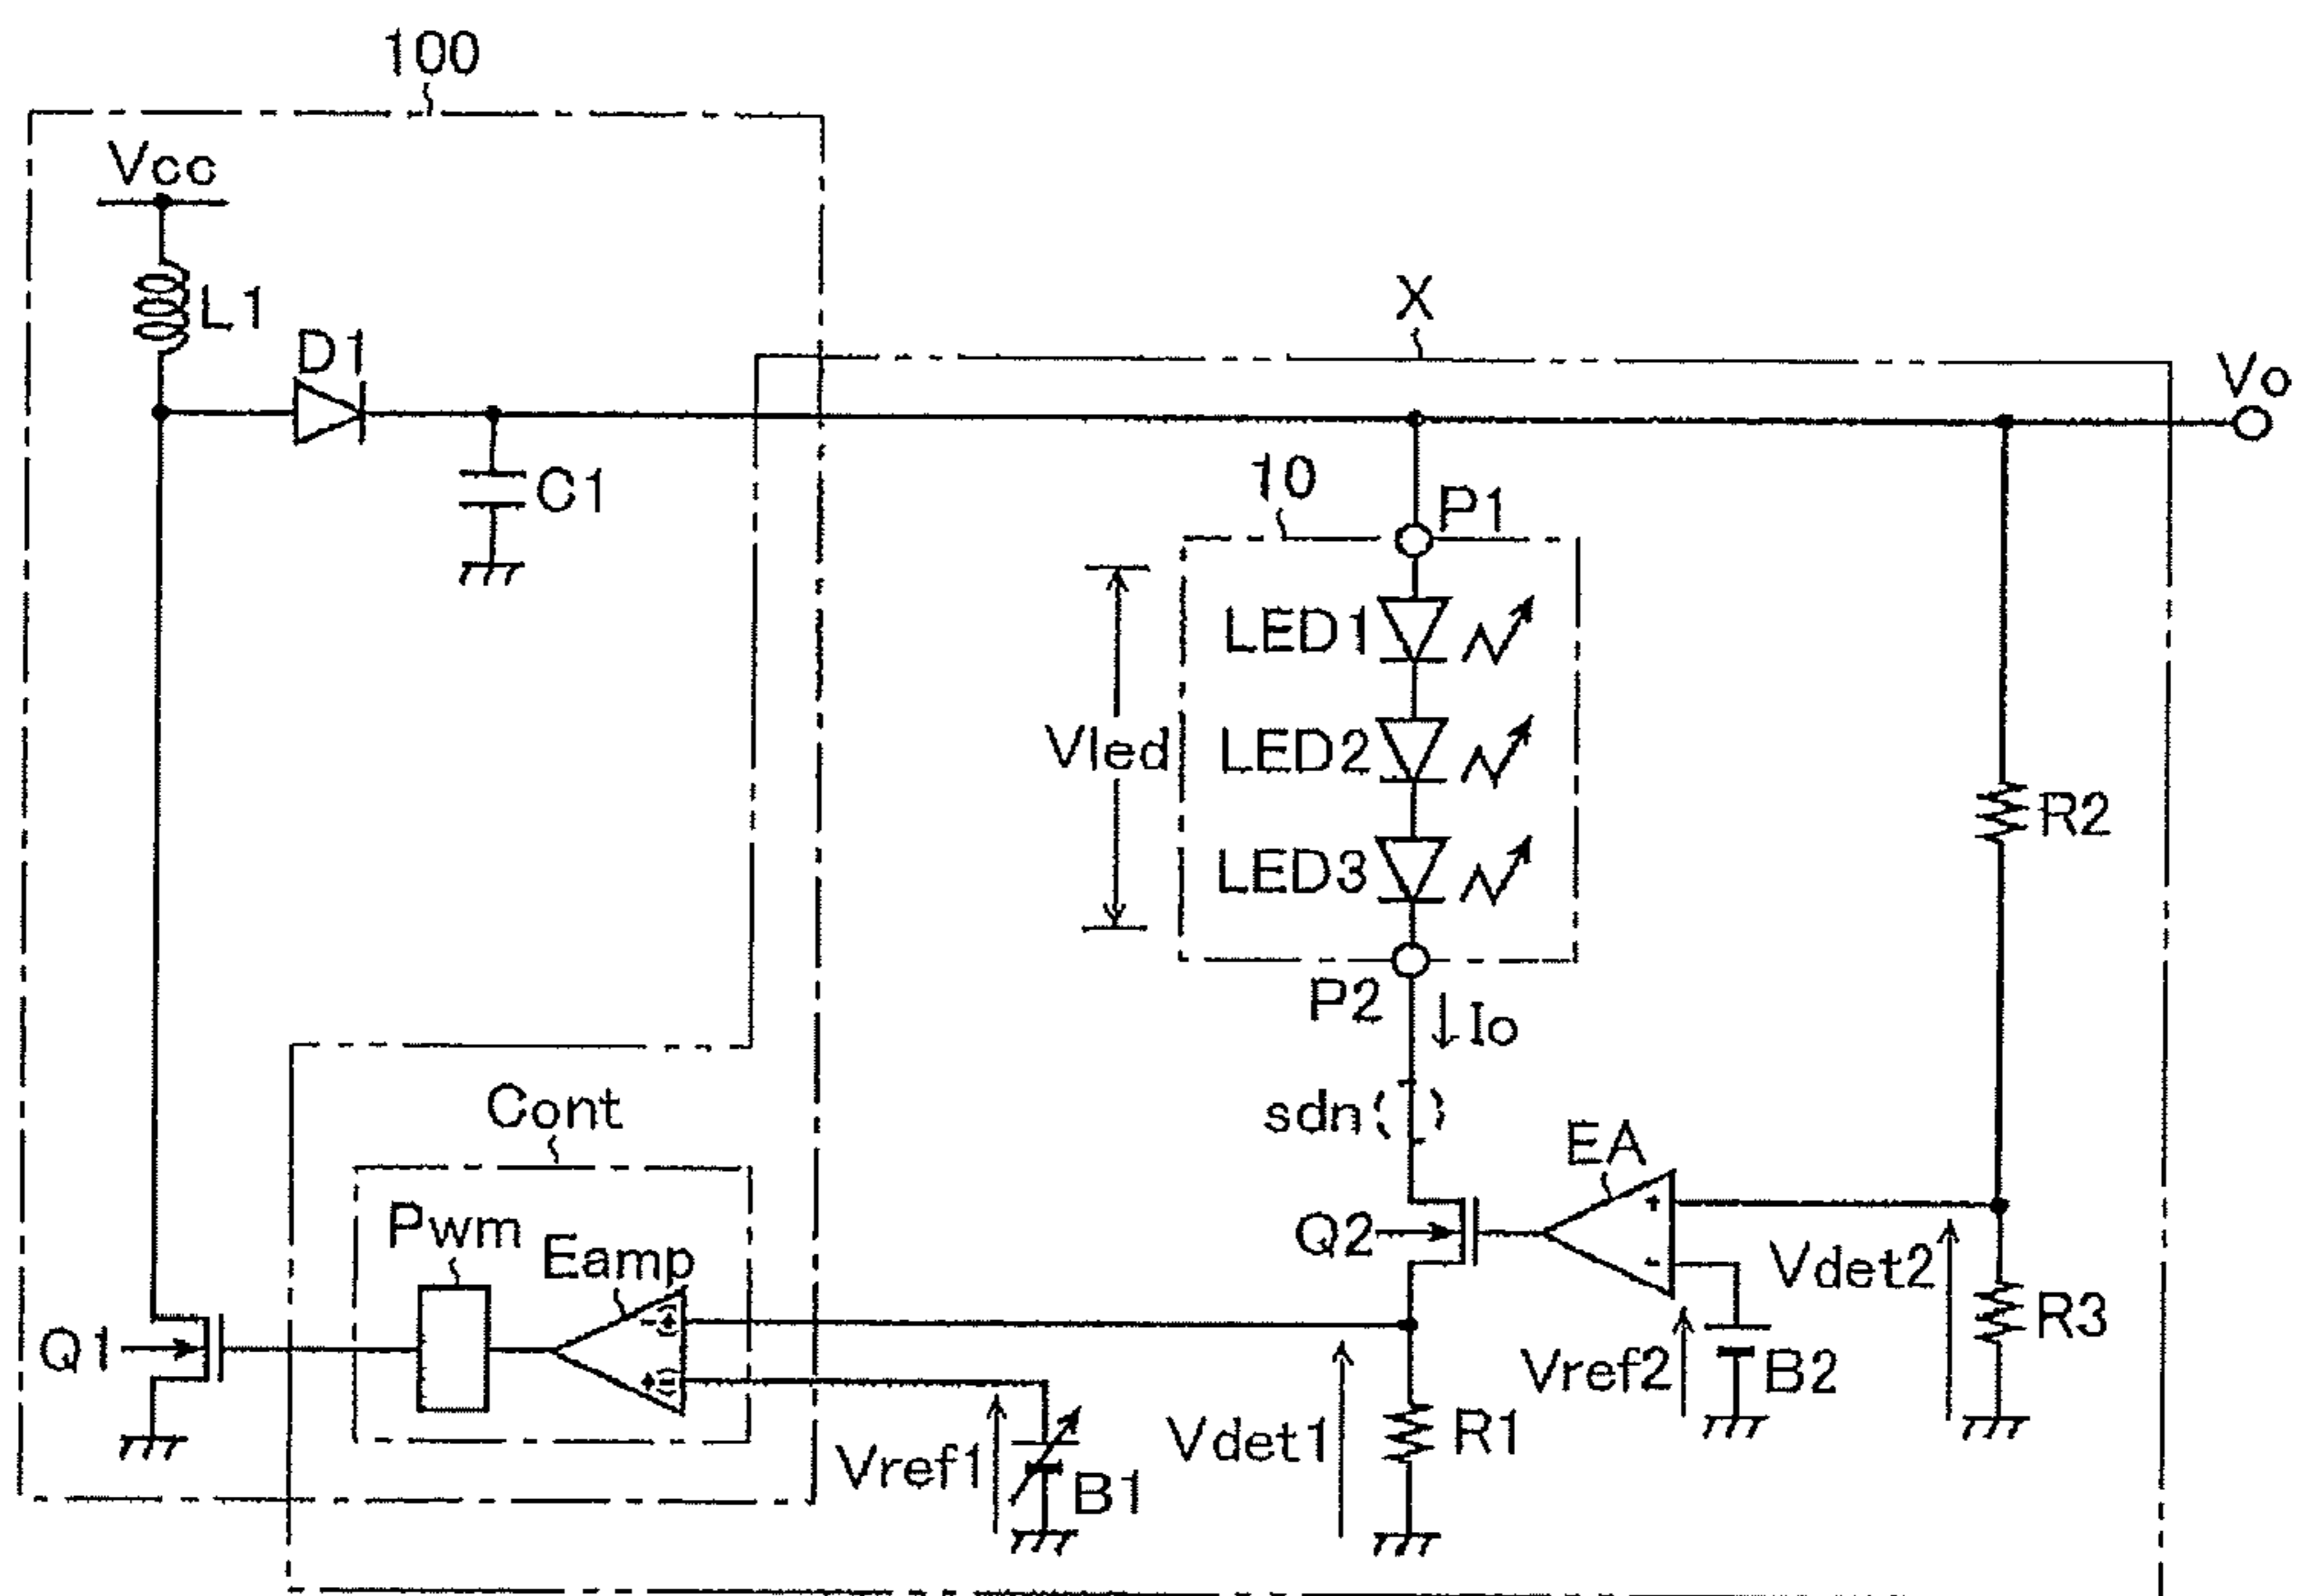 100
Vcc
L1
D1
C1
X
Vo
10
P1
LED1
Vled
LED2
LED3
R2
P2
Io
sdn
Cont
EA
Pwm
Eamp
Q2
+
-
Vdet2
Q1
-(+)
+(-)
Vref2
B2
R3
Vref1
B1
Vdet1
R1